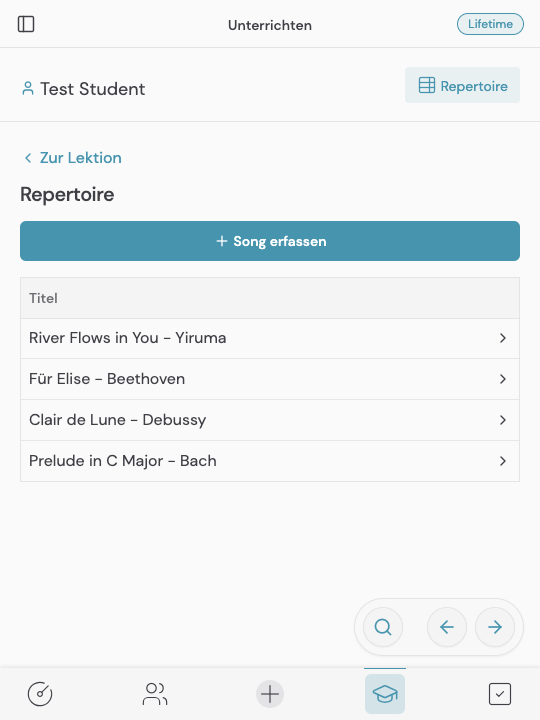 Unterrichten
Lifetime
Test Student
Repertoire
Zur Lektion
Repertoire
Song erfassen
Titel
River Flows in You – Yiruma
Für Elise – Beethoven
Clair de Lune – Debussy
Prelude in C Major – Bach